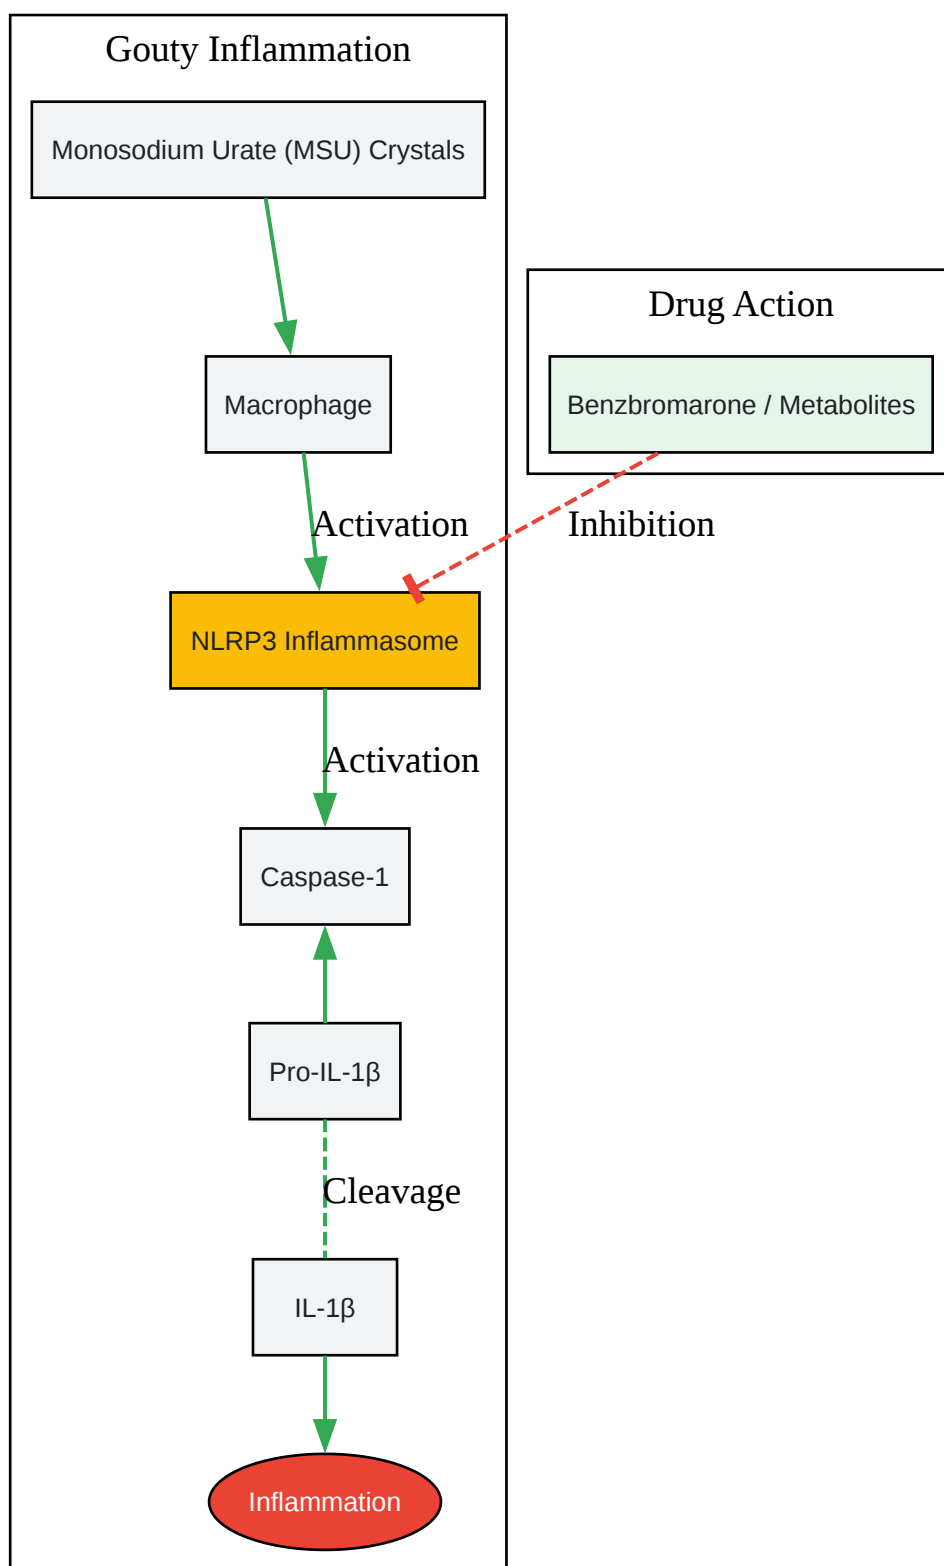 Gouty Inflammation
Monosodium Urate (MSU) Crystals
Drug Action
Macrophage
Benzbromarone / Metabolites
Activation
Inhibition
NLRP3 Inflammasome
Activation
Caspase-1
Pro-IL-1β
Cleavage
IL-1β
Inflammation